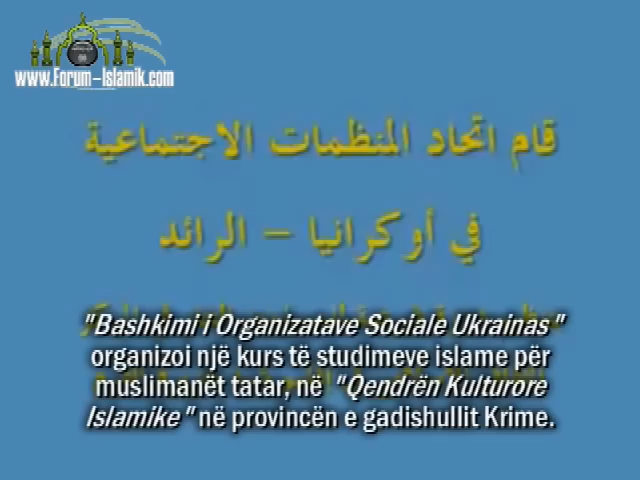 www.Forum-Islamik.com
قام اتحاد المنظمات الاجتماعية
في أوكرانيا – الرائد
"Bashkimi i Organizatave Sociale Ukrainas"
organizoi një kurs të studimeve islame për
muslimanët tatar, në "Qendrën Kulturore
Islamike" në provincën e gadishullit Krime.